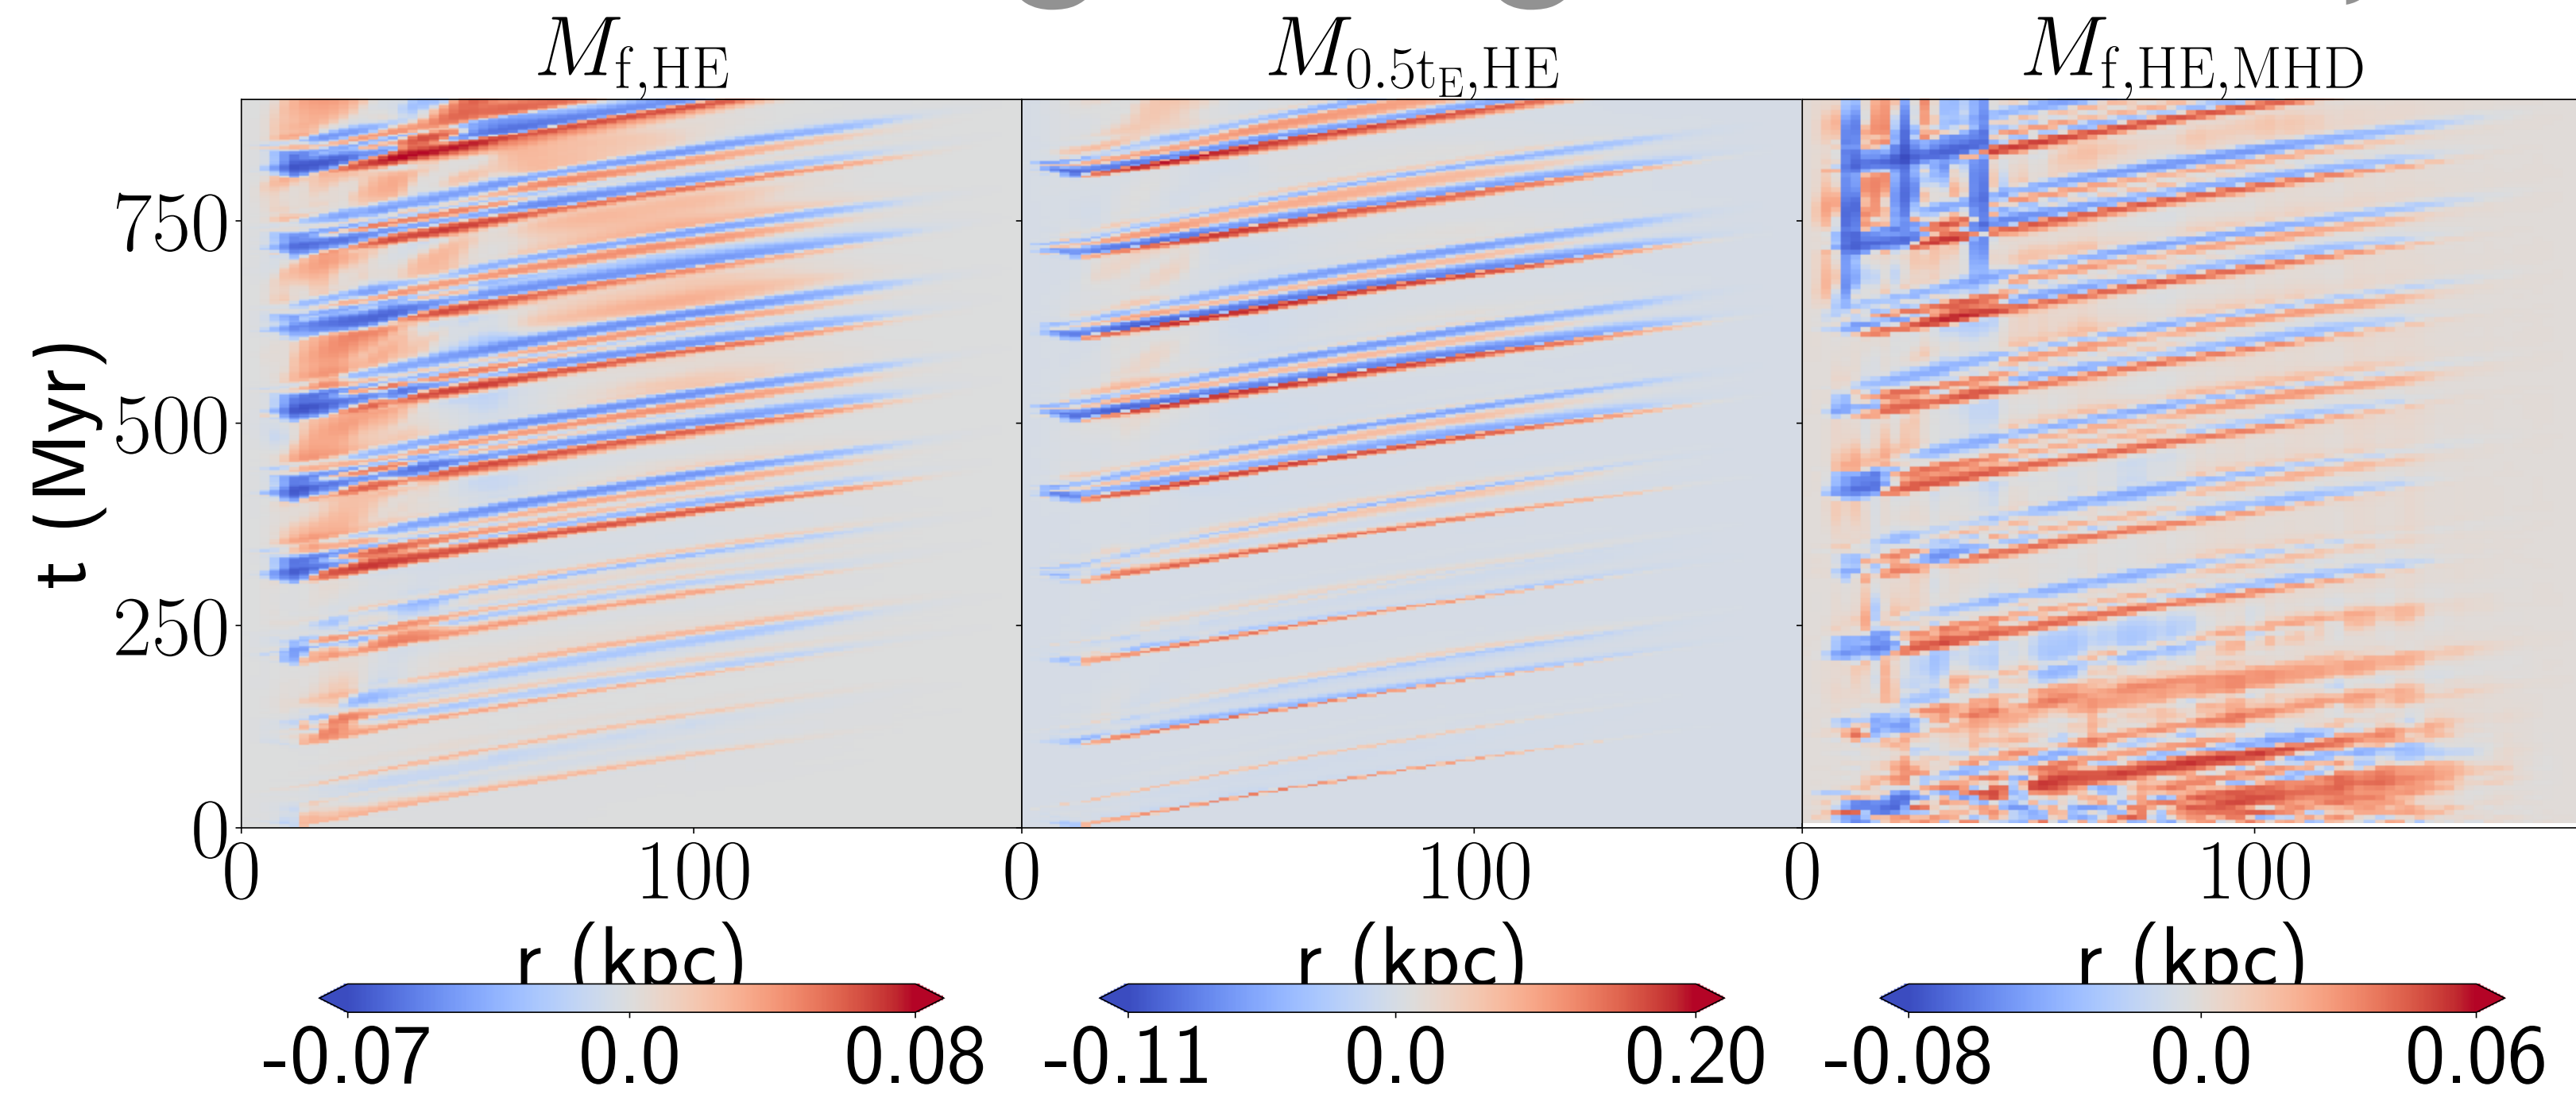 M_f,HE M_0.5t_E,HE M_f,HE,MHD
t (Myr)
750
500
250
0
0 100 0 100 0 100
r (kpc) r (kpc) r (kpc)
-0.07 0.0 0.08 -0.11 0.0 0.20 -0.08 0.0 0.06